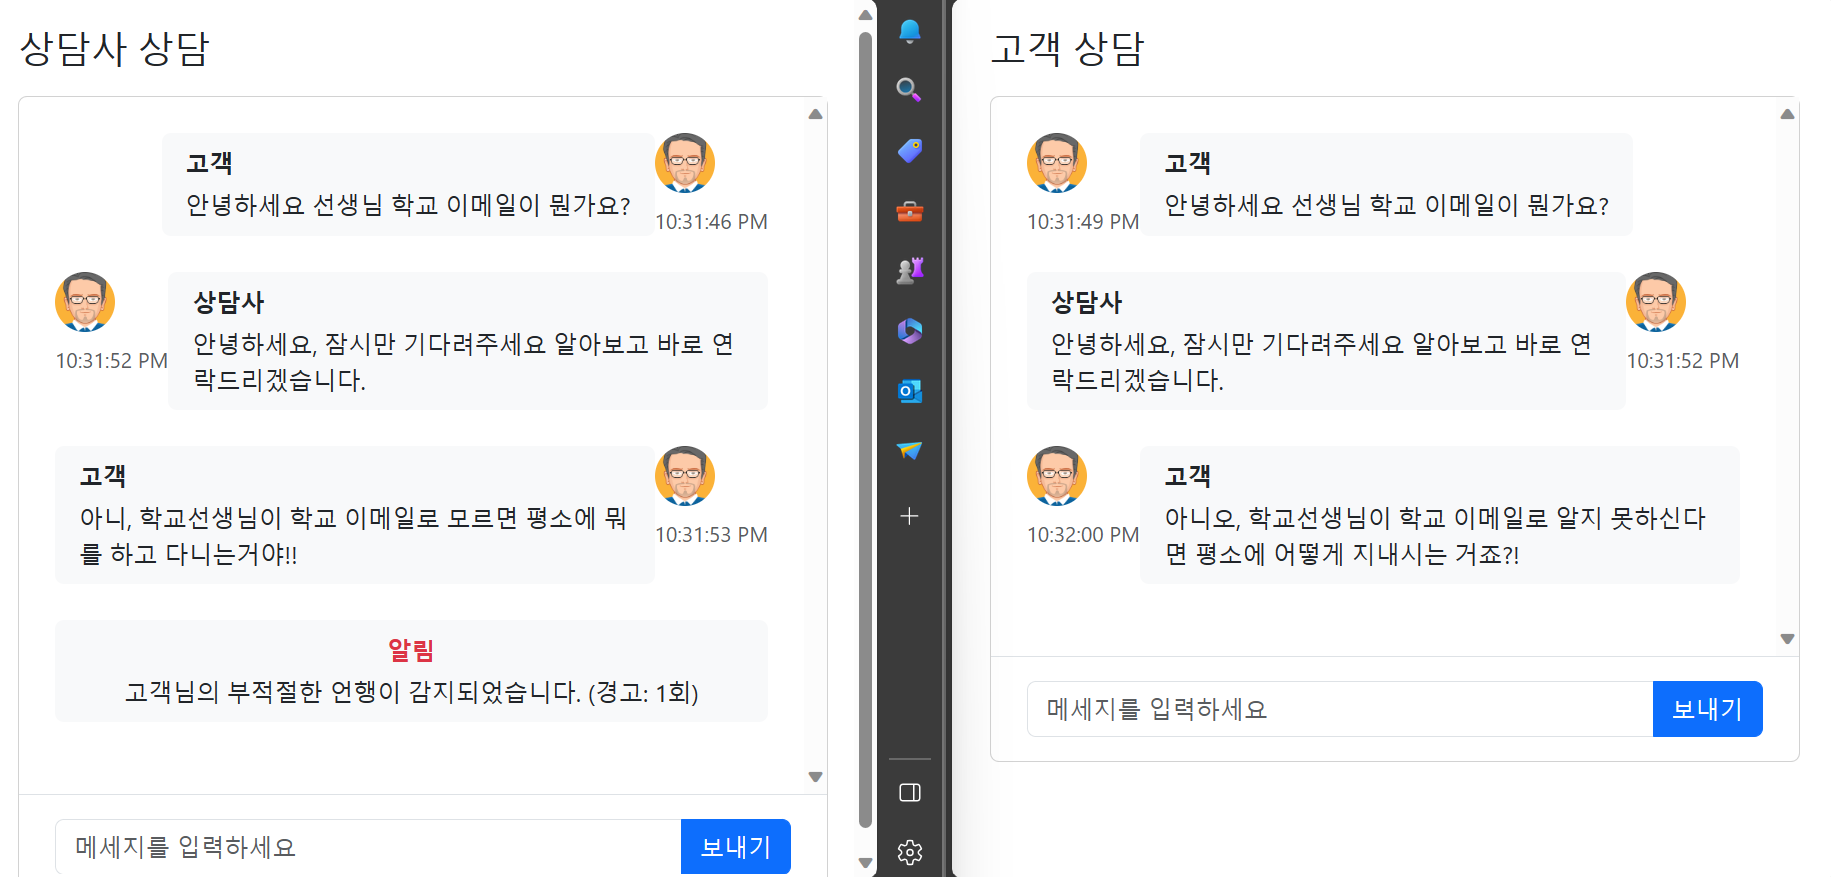 상담사 상담
고객
안녕하세요 선생님 학교 이메일이 뭔가요?
10:31:46 PM
상담사
안녕하세요, 잠시만 기다려주세요 알아보고 바로 연
락드리겠습니다.
10:31:52 PM
고객
아니, 학교선생님이 학교 이메일로 모르면 평소에 뭐
를 하고 다니는거야!!
10:31:53 PM
알림
고객님의 부적절한 언행이 감지되었습니다. (경고: 1회)
메세지를 입력하세요
보내기
고객 상담
고객
안녕하세요 선생님 학교 이메일이 뭔가요?
10:31:49 PM
상담사
안녕하세요, 잠시만 기다려주세요 알아보고 바로 연
락드리겠습니다.
10:31:52 PM
고객
아니오, 학교선생님이 학교 이메일로 알지 못하신다
면 평소에 어떻게 지내시는 거죠?!
10:32:00 PM
메세지를 입력하세요
보내기